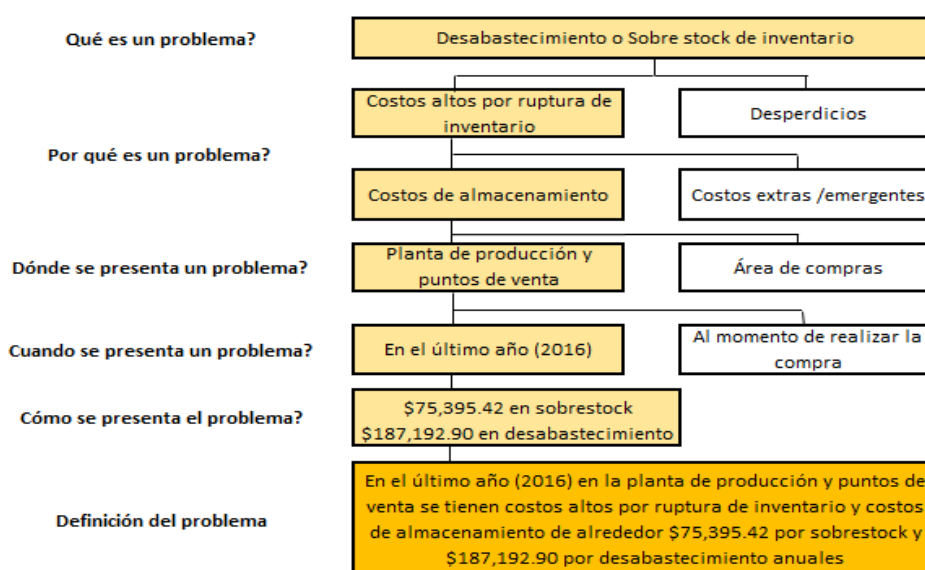 Qué es un problema?
Desabastecimiento o Sobre stock de inventario
Costos altos por ruptura de
inventario
Desperdicios
Por qué es un problema?
Costos de almacenamiento
Costos extras /emergentes
Dónde se presenta un problema?
Planta de producción y
puntos de venta
Área de compras
Cuando se presenta un problema?
En el último año (2016)
Al momento de realizar la
compra
Cómo se presenta el problema?
$75,395.42 en sobrestock
$187,192.90 en desabastecimiento
Definición del problema
En el último año (2016) en la planta de producción y puntos de
venta se tienen costos altos por ruptura de inventario y costos
de almacenamiento de alrededor $75,395.42 por sobrestock y
$187,192.90 por desabastecimiento anuales